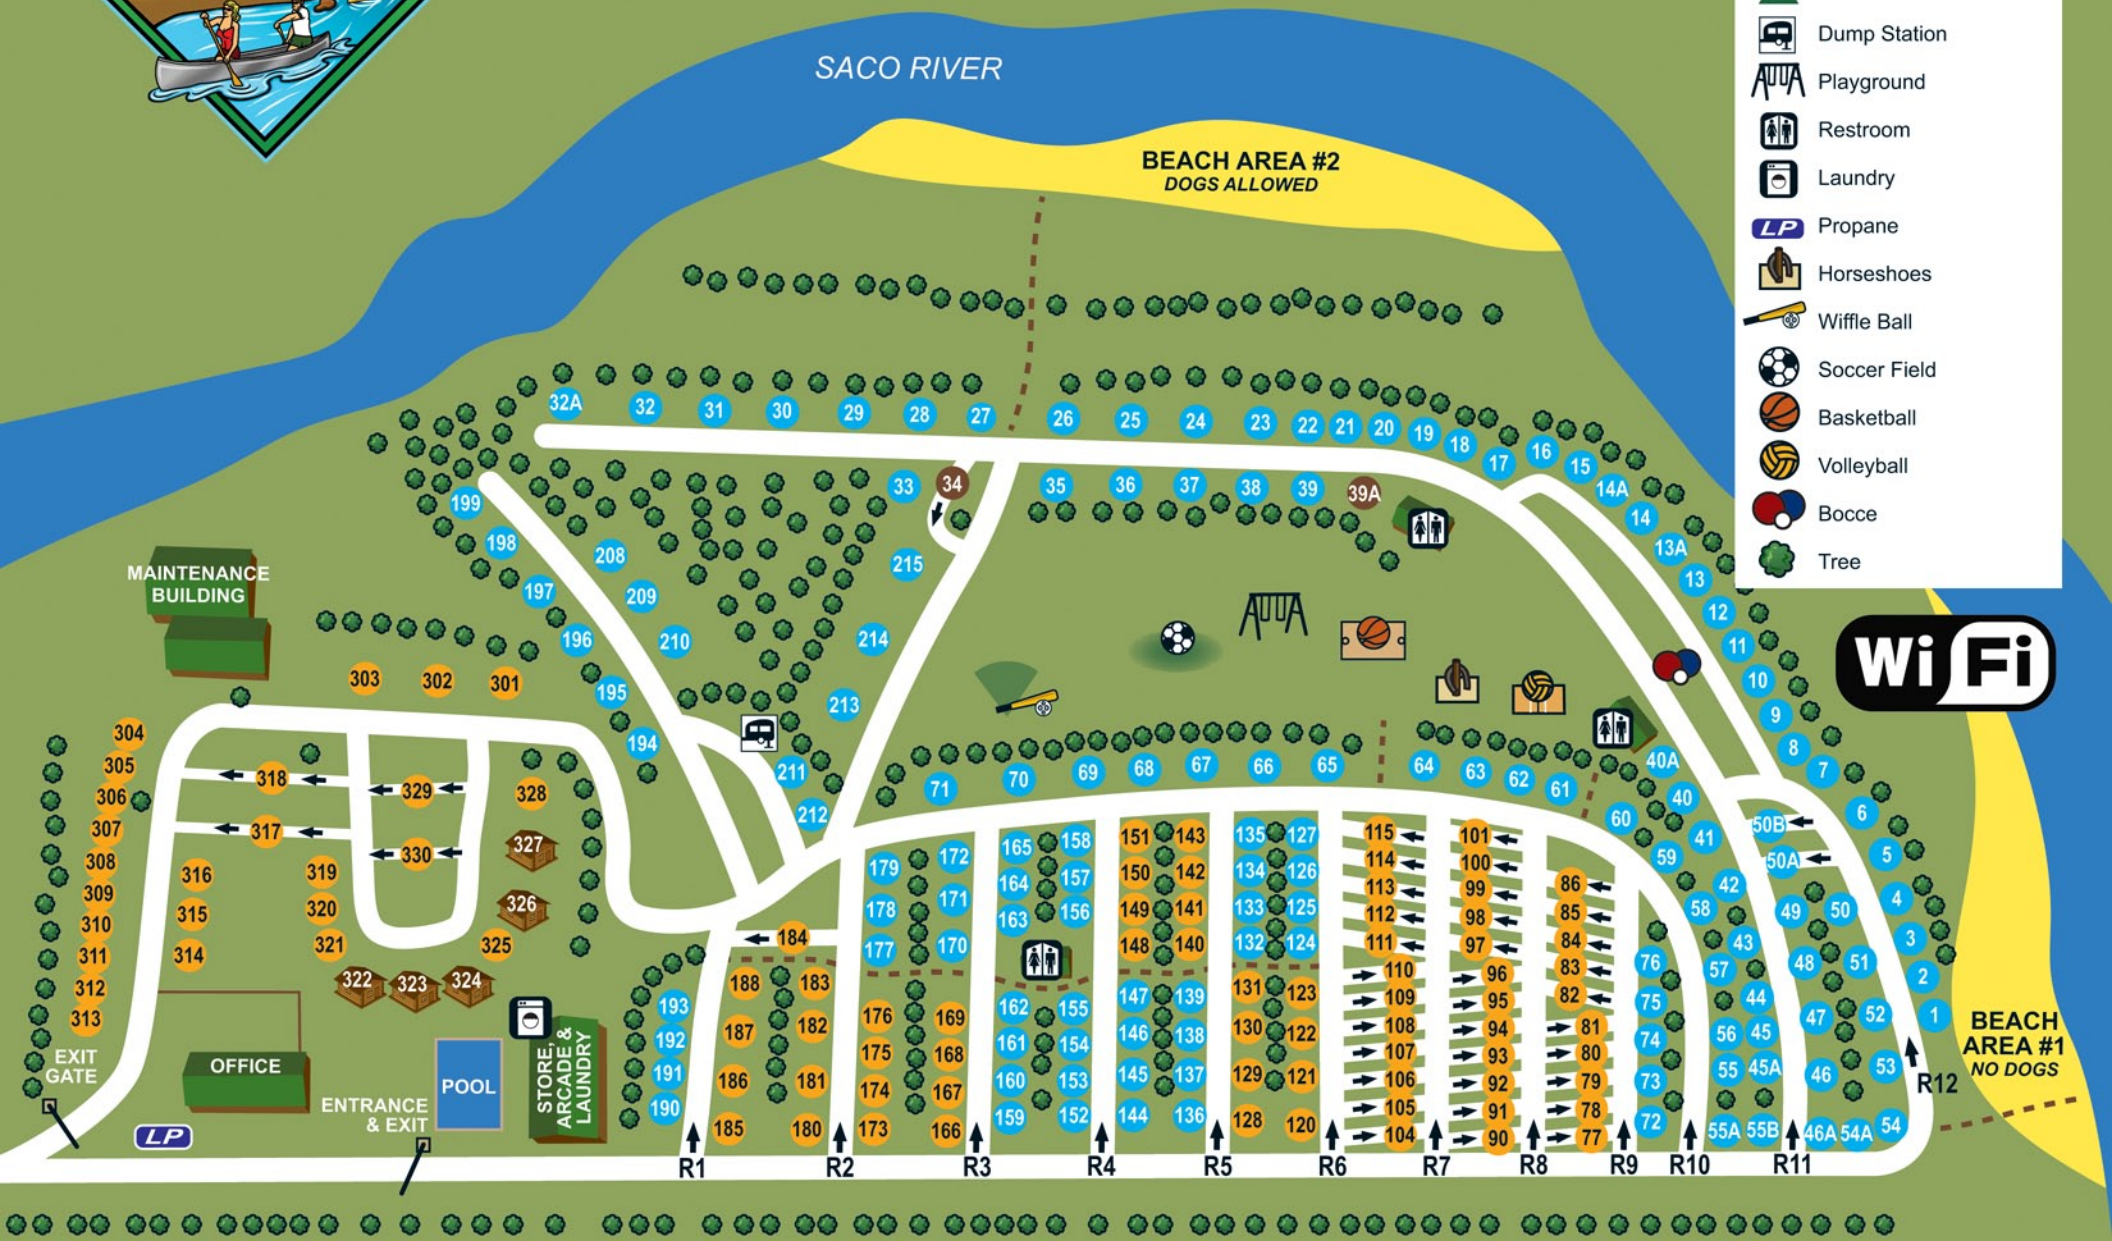 SACO RIVER
BEACH AREA #2
DOGS ALLOWED
Dump Station
Playground
Restroom
Laundry
LP Propane
Horseshoes
Wiffle Ball
Soccer Field
Basketball
Volleyball
Bocce
Tree
WiFi
32A 32 31 30 29 28 27 26 25 24 23 22 21 20 19 18 17 16 15 14A 14 13A 13 12 11 10 9 8 7 6 5 4 3 2 1
33 34 35 36 37 38 39 39A
199 198 197 196 195 194
208 209 210 211 212
215 214 213
MAINTENANCE
BUILDING
303 302 301
304
305
306
307
308
309
310
311
312
313
318 329 328
317 330 327
316 319 326
315 320 325
314 321
322 323 324
71 70 69 68 67 66 65 64 63 62 61 60 59 58 57 56 55 55A
40A 40 41 42 43 44 45 45A 55B
50B
50A
49 50
48 51
47 52
46 53
46A 54A 54
184
188 183
187 182
186 181
185 180
193
192
191
190
179 172
178 171
177 170
176 169
175 168
174 167
173 166
165 158
164 157
163 156
162 155
161 154
160 153
159 152
151 143
150 142
149 141
148 140
147 139
146 138
145 137
144 136
135 127
134 126
133 125
132 124
131 123
130 122
129 121
128 120
115
114
113
112
111
110
109
108
107
106
105
104
101
100
99
98
97
96
95
94
93
92
91
90
86
85
84
83
82
81
80
79
78
77
76
75
74
73
72
EXIT
GATE
OFFICE
LP
ENTRANCE
& EXIT
POOL
STORE,
ARCADE &
LAUNDRY
BEACH
AREA #1
NO DOGS
R12
R1 R2 R3 R4 R5 R6 R7 R8 R9 R10 R11